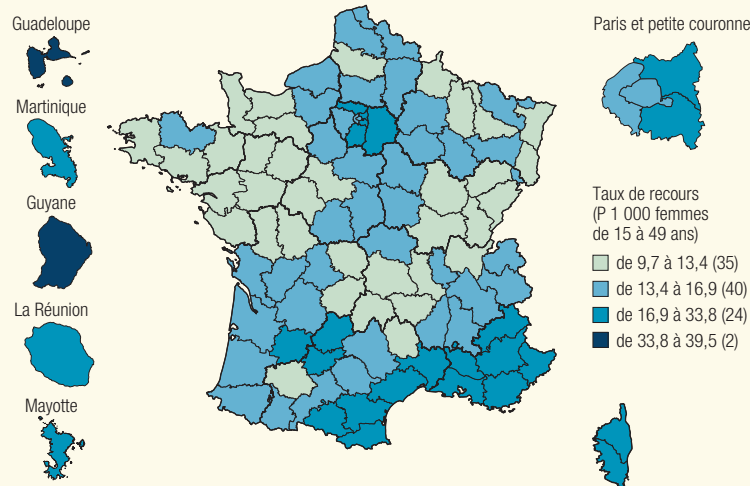 Guadeloupe
Martinique
Guyane
La Réunion
Mayotte
Paris et petite couronne
Taux de recours
(P 1 000 femmes
de 15 à 49 ans)
de 9,7 à 13,4 (35)
de 13,4 à 16,9 (40)
de 16,9 à 33,8 (24)
de 33,8 à 39,5 (2)